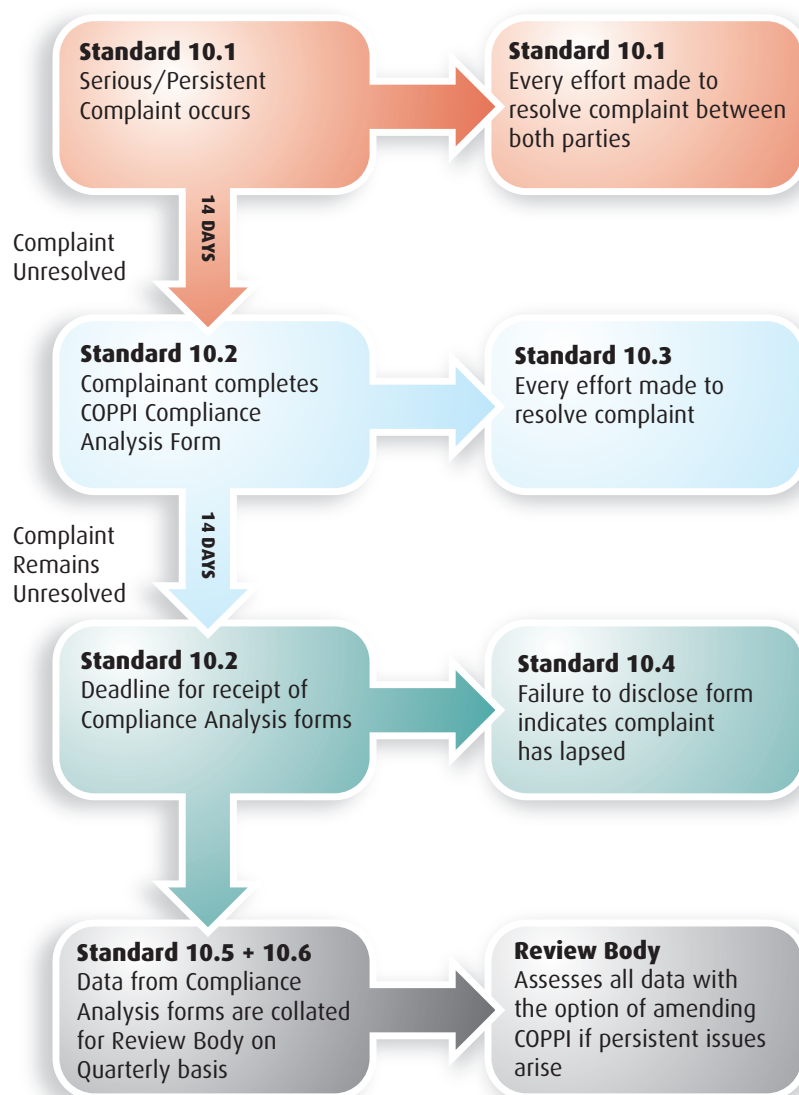 Standard 10.1
Serious/Persistent
Complaint occurs
Standard 10.1
Every effort made to
resolve complaint between
both parties
14 DAYS
Complaint
Unresolved
Standard 10.2
Complainant completes
COPPI Compliance
Analysis Form
Standard 10.3
Every effort made to
resolve complaint
14 DAYS
Complaint
Remains
Unresolved
Standard 10.2
Deadline for receipt of
Compliance Analysis forms
Standard 10.4
Failure to disclose form
indicates complaint
has lapsed
Standard 10.5 + 10.6
Data from Compliance
Analysis forms are collated
for Review Body on
Quarterly basis
Review Body
Assesses all data with
the option of amending
COPPI if persistent issues
arise